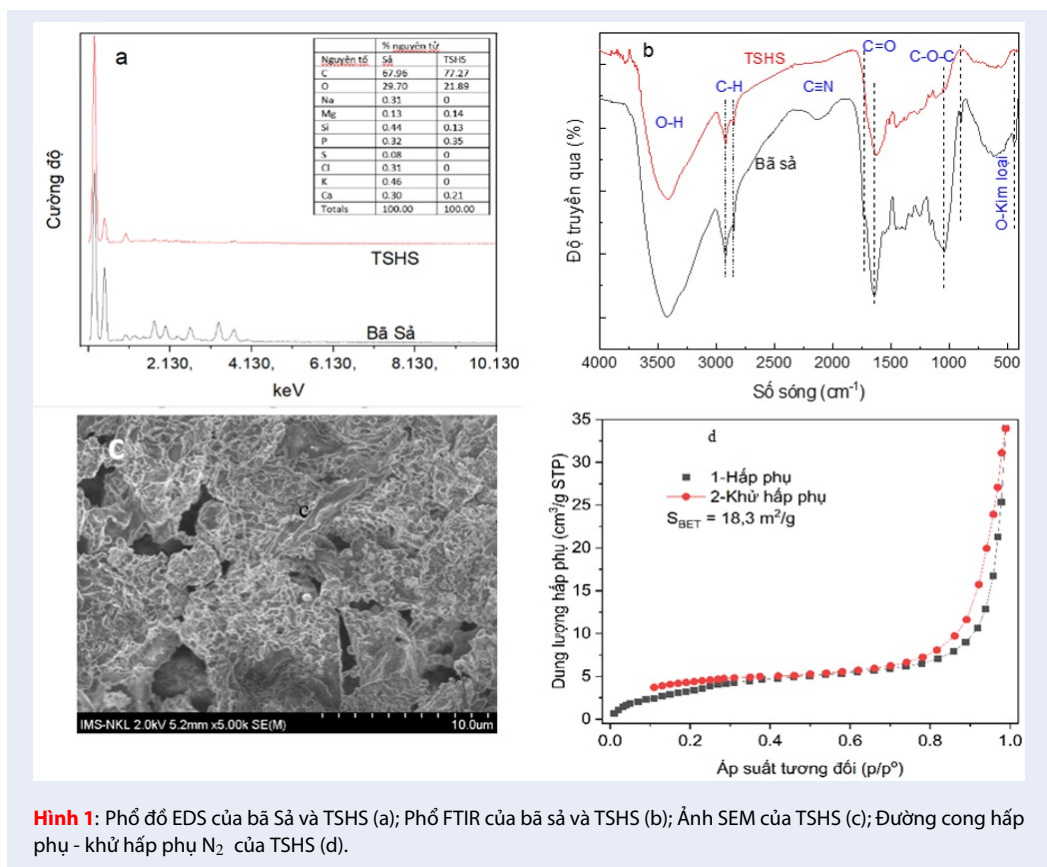 a
% nguyên tử
Nguyên tố Sả TSHS
C 67.96 77.27
O 29.70 21.89
Na 0.31 0
Mg 0.13 0.14
Si 0.44 0.13
P 0.32 0.35
S 0.08 0
Cl 0.31 0
K 0.46 0
Ca 0.30 0.21
Totals 100.00 100.00
Cường độ
TSHS
Bã Sả
2.130, 4.130, 6.130, 8.130, 10.130
keV
b
TSHS
C=O
C-O-C
C-H
C≡N
O-H
Bã sả
O-Kim loại
Độ truyền qua (%)
4000 3500 3000 2500 2000 1500 1000 500
Số sóng (cm⁻¹)
C
c
IMS-NKL 2.0kV 5.2mm x5.00k SE(M)
10.0um
d
1-Hấp phụ
2-Khử hấp phụ
S_BET = 18,3 m²/g
Dung lượng hấp phụ (cm³/g STP)
35
30
25
20
15
10
5
0
0.0 0.2 0.4 0.6 0.8 1.0
Áp suất tương đối (p/pᵒ)
Hình 1: Phổ đồ EDS của bã Sả và TSHS (a); Phổ FTIR của bã sả và TSHS (b); Ảnh SEM của TSHS (c); Đường cong hấp
phụ - khử hấp phụ N₂ của TSHS (d).